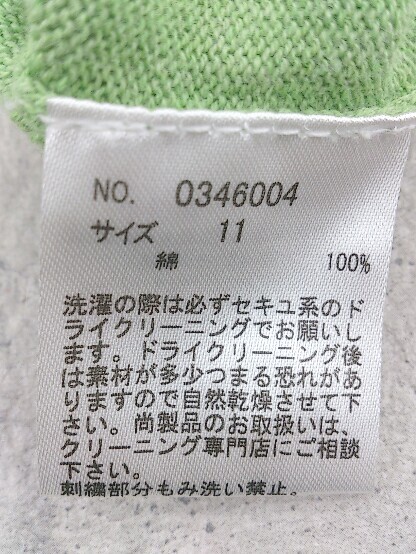 NO. 0346004
サイズ 11
綿 100%
洗濯の際は必ずセキユ系のド
ライクリーニングでお願いし
ます。ドライクリーニング後
は素材が多少つまる恐れがあ
りますので自然乾燥させて下
さい。尚製品のお取扱いは、
クリーニング専門店にご相談
下さい。
刺繍部分もみ洗い禁止。